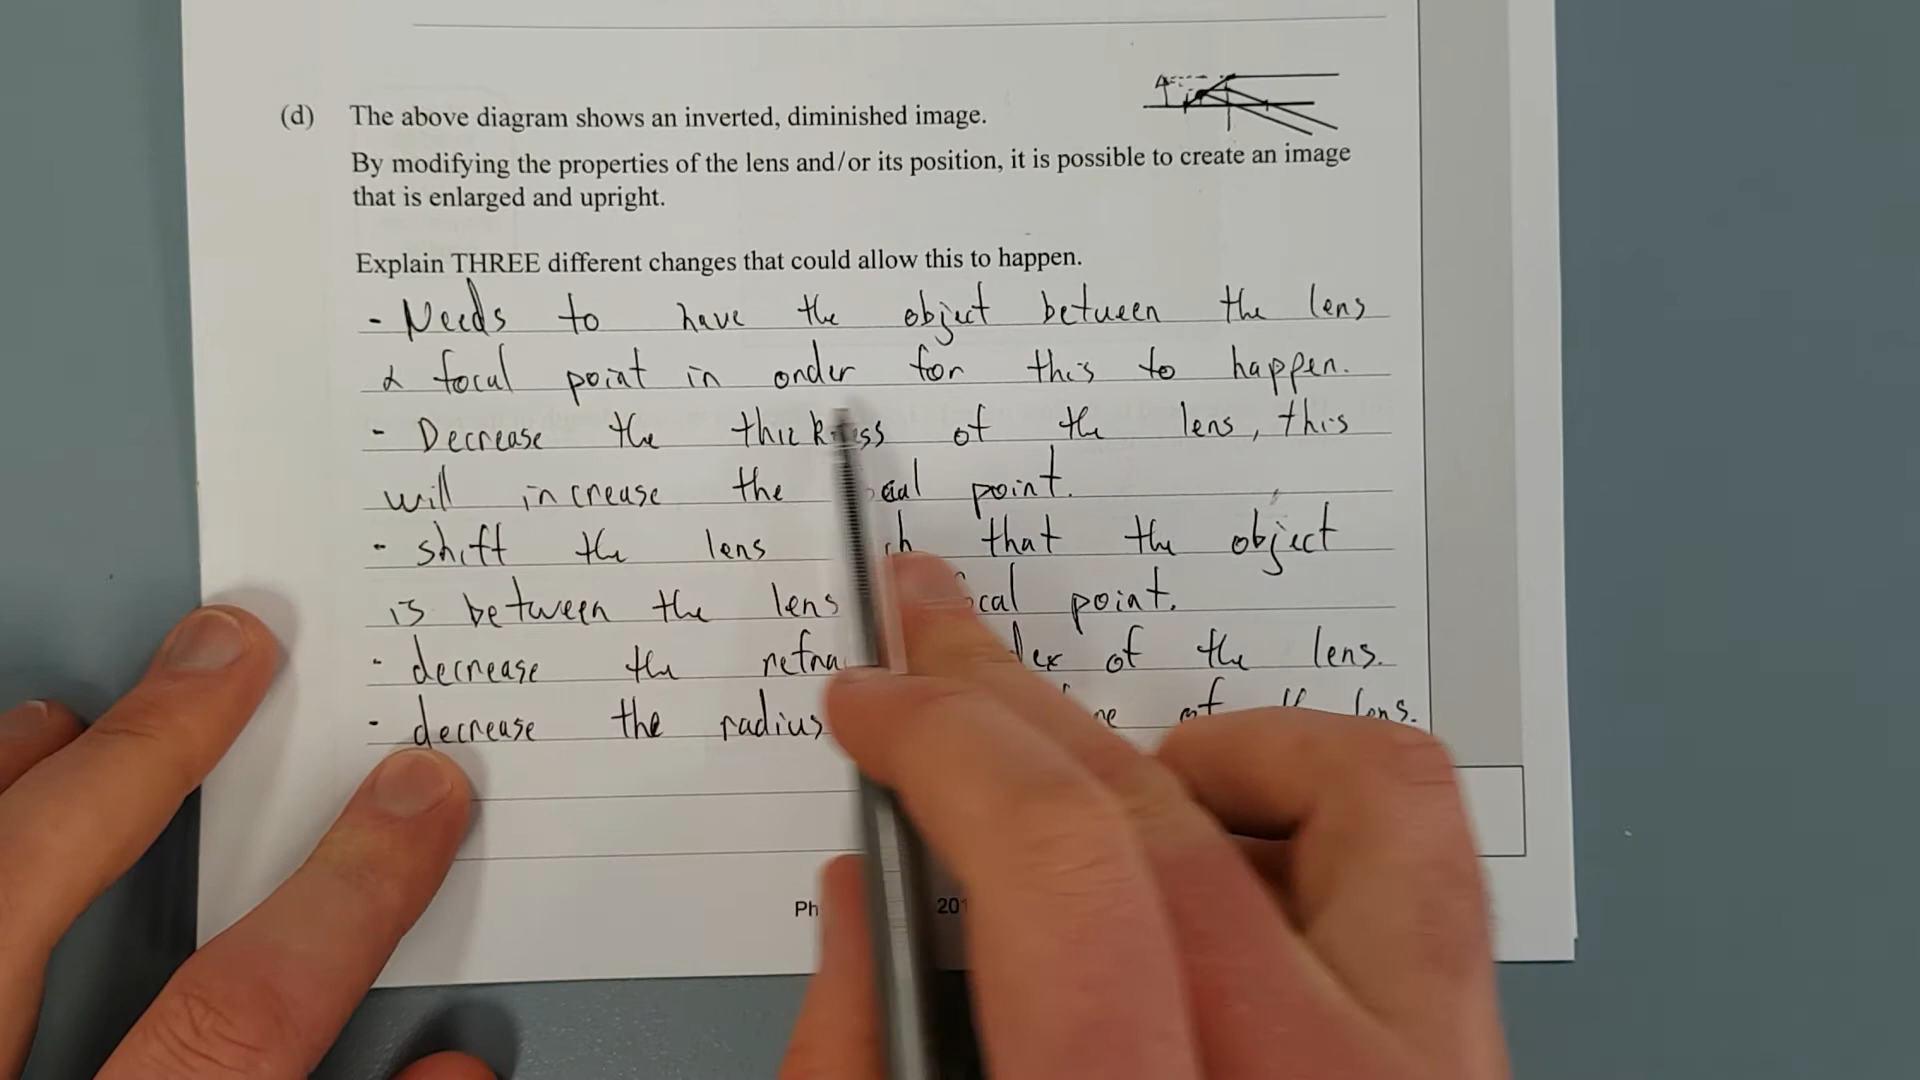 (d) The above diagram shows an inverted, diminished image.
By modifying the properties of the lens and/or its position, it is possible to create an image
that is enlarged and upright.
Explain THREE different changes that could allow this to happen.
- Needs to have the object between the lens
& focal point in order for this to happen.
- Decrease the thickness of the lens, this
will increase the point.
- shift the lens that the object
is between the lens point.
- decrease the of the lens.
- decrease the radius of lens.